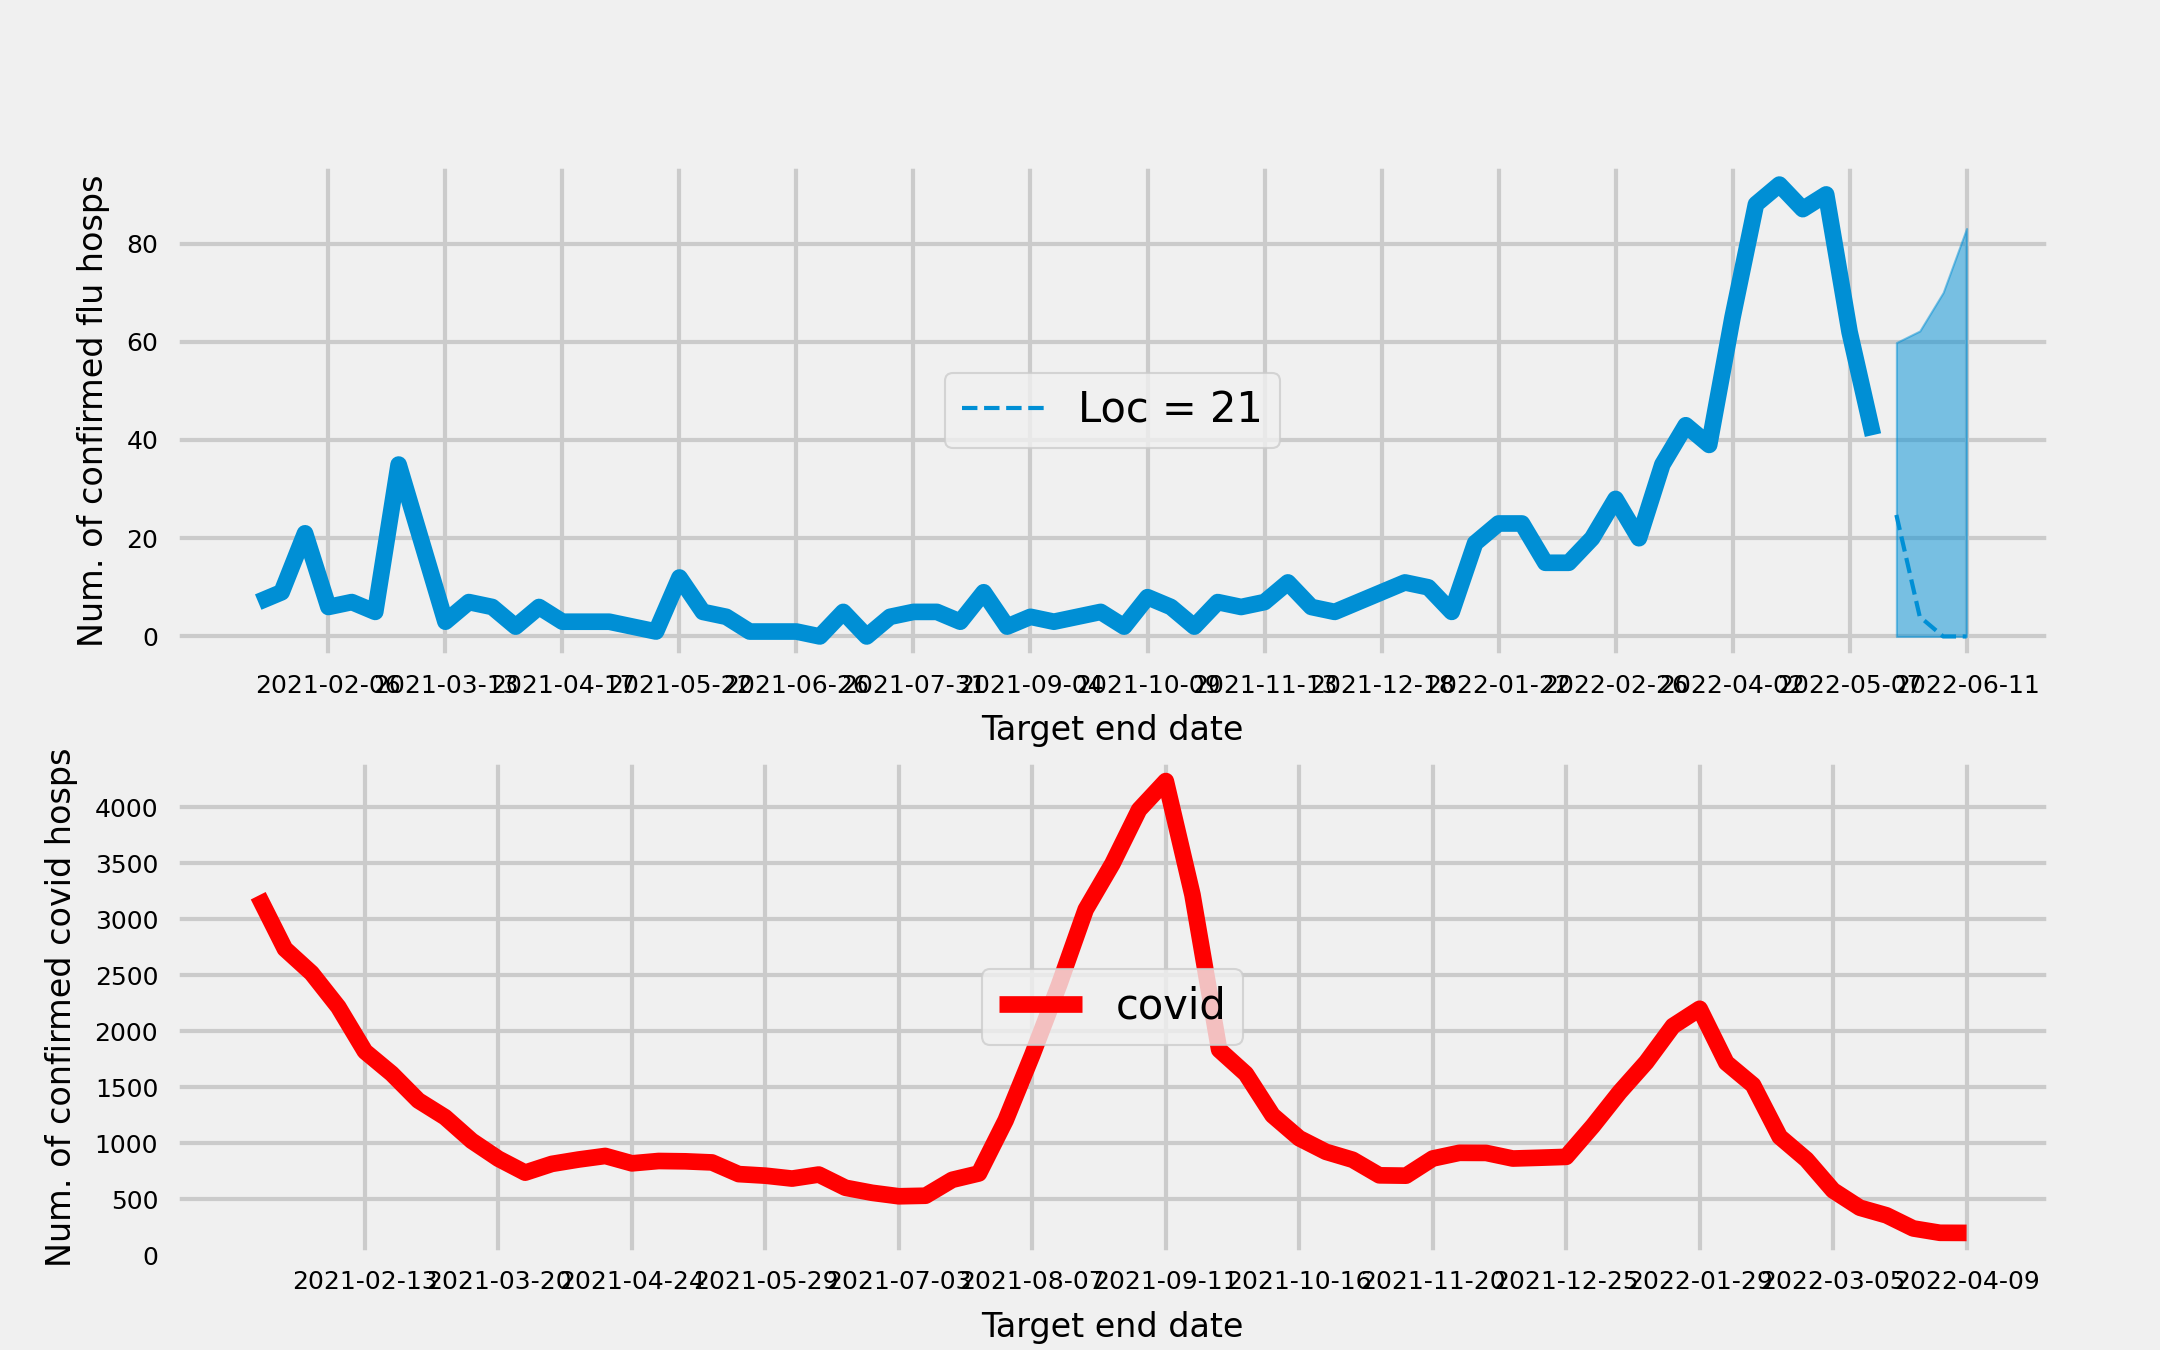 Num. of confirmed flu hosps
80
60
40
20
0
Loc = 21
2021-02-06 2021-03-13 2021-04-17 2021-05-22 2021-06-26 2021-07-31 2021-09-04 2021-10-09 2021-11-13 2021-12-18 2022-01-22 2022-02-26 2022-04-02 2022-05-07 2022-06-11
Target end date
Num. of confirmed covid hosps
4000
3500
3000
2500
2000
1500
1000
500
0
covid
2021-02-13 2021-03-20 2021-04-24 2021-05-29 2021-07-03 2021-08-07 2021-09-11 2021-10-16 2021-11-20 2021-12-25 2022-01-29 2022-03-05 2022-04-09
Target end date